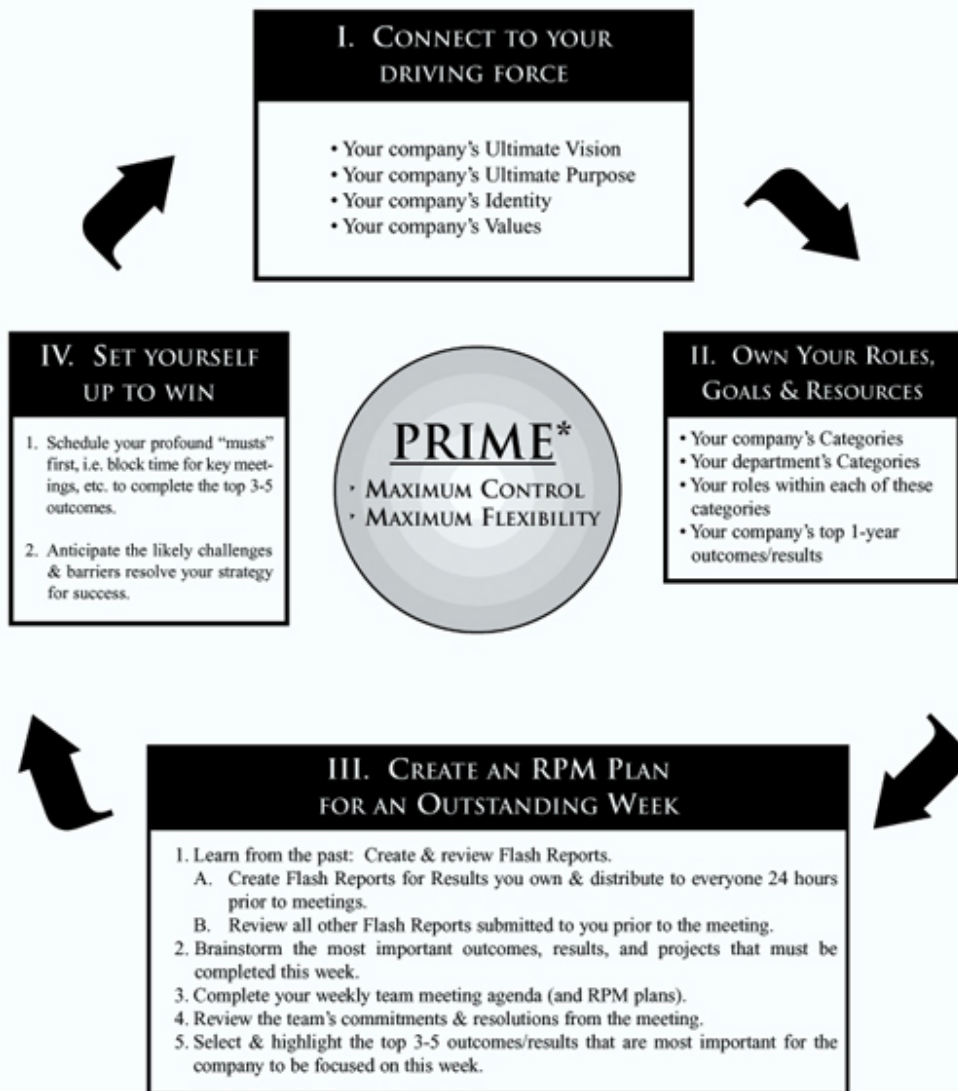 I. CONNECT TO YOUR
DRIVING FORCE
• Your company's Ultimate Vision
• Your company's Ultimate Purpose
• Your company's Identity
• Your company's Values
II. OWN YOUR ROLES,
GOALS & RESOURCES
• Your company's Categories
• Your department's Categories
• Your roles within each of these
categories
• Your company's top 1-year
outcomes/results
III. CREATE AN RPM PLAN
FOR AN OUTSTANDING WEEK
1. Learn from the past: Create & review Flash Reports.
A. Create Flash Reports for Results you own & distribute to everyone 24 hours
prior to meetings.
B. Review all other Flash Reports submitted to you prior to the meeting.
2. Brainstorm the most important outcomes, results, and projects that must be
completed this week.
3. Complete your weekly team meeting agenda (and RPM plans).
4. Review the team's commitments & resolutions from the meeting.
5. Select & highlight the top 3-5 outcomes/results that are most important for the
company to be focused on this week.
IV. SET YOURSELF
UP TO WIN
1. Schedule your profound “musts”
first, i.e. block time for key meet-
ings, etc. to complete the top 3-5
outcomes.
2. Anticipate the likely challenges
& barriers resolve your strategy
for success.
PRIME*
• MAXIMUM CONTROL
• MAXIMUM FLEXIBILITY